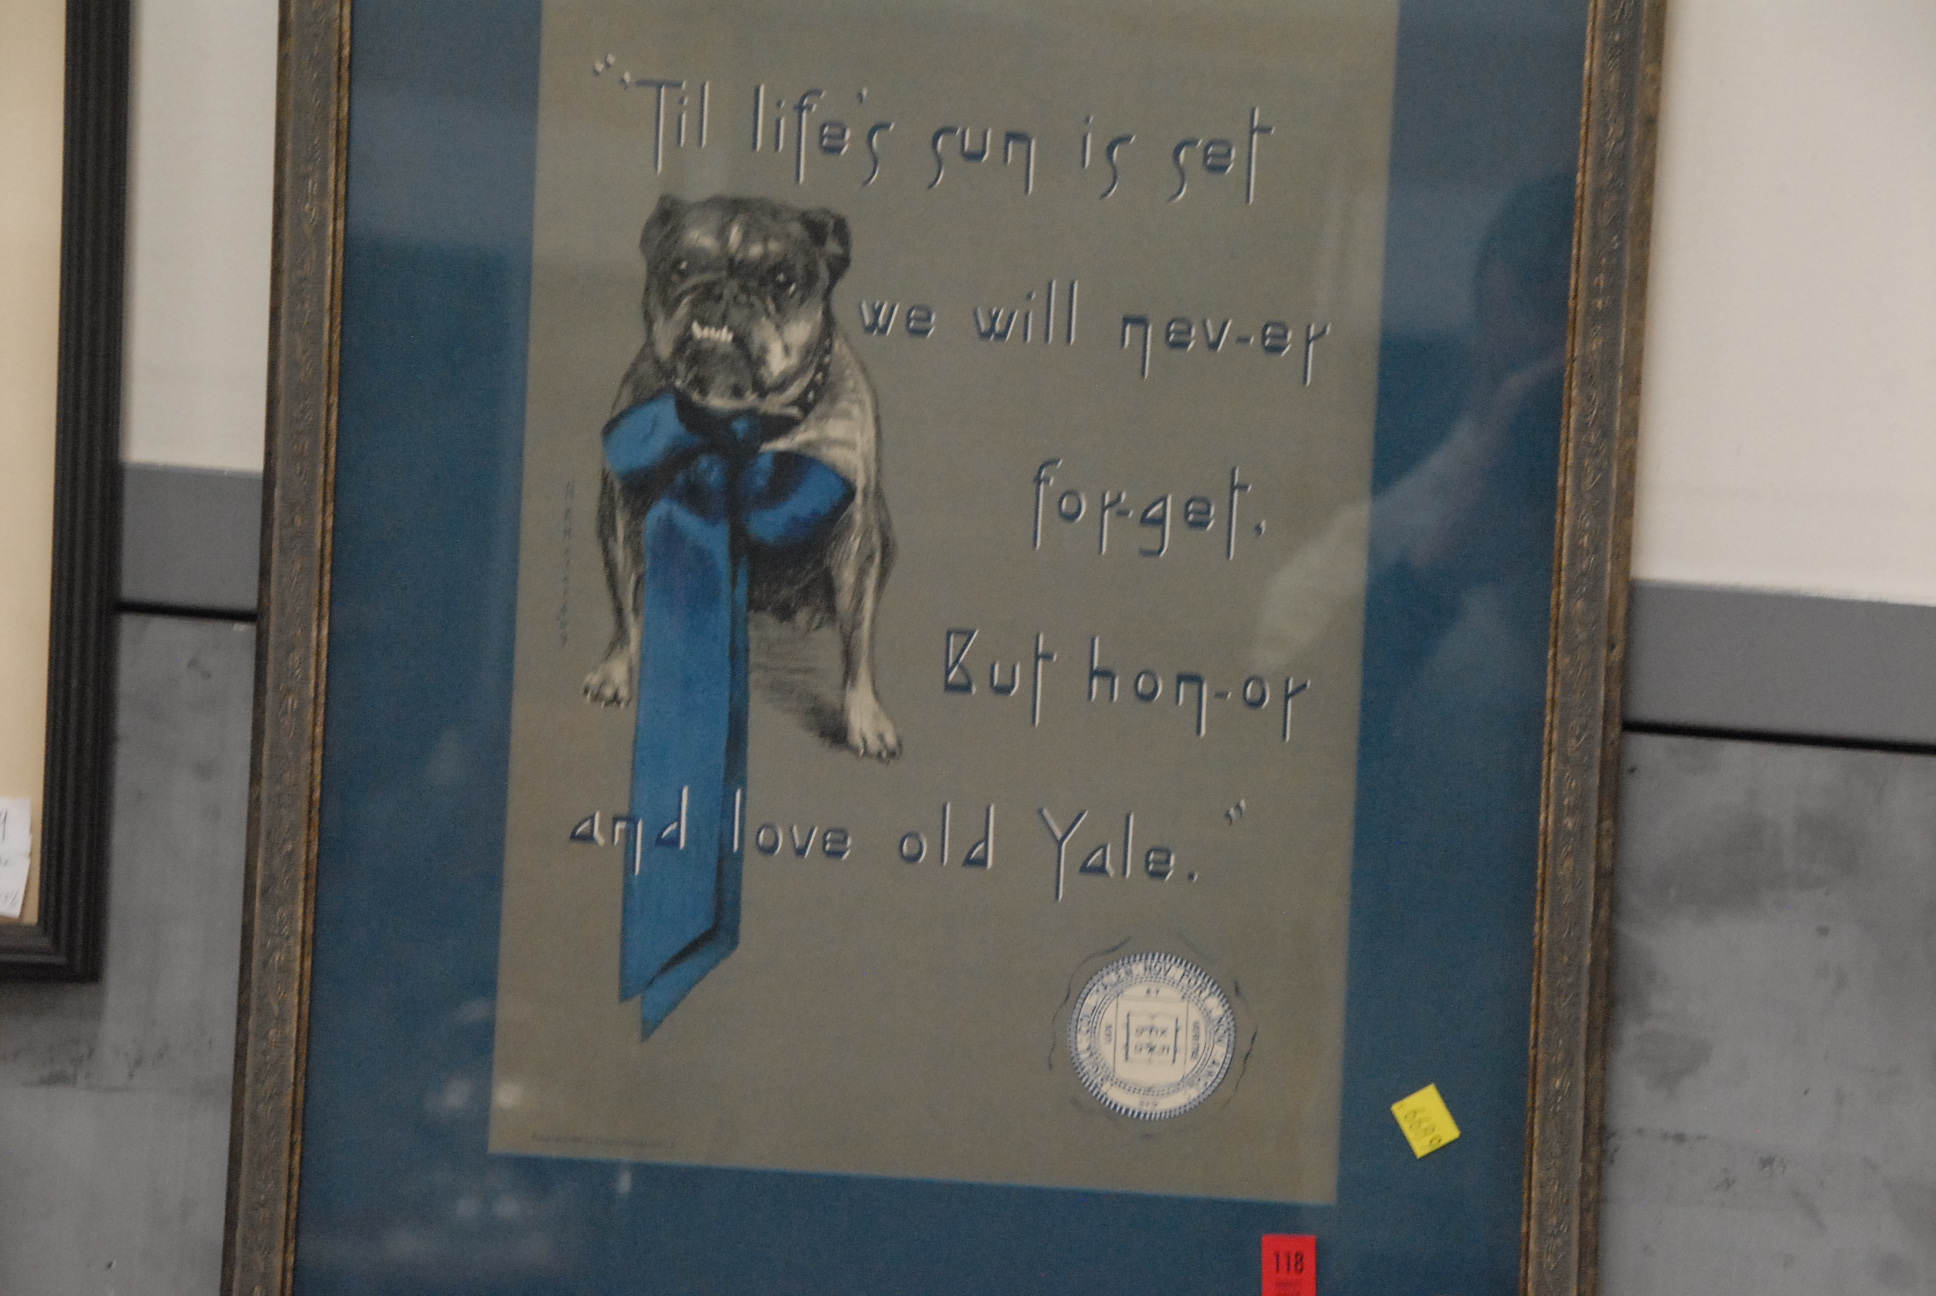 "'Til life's sun is set
we will nev-er
for-get.
But hon-or
and love old Yale."
6699
118